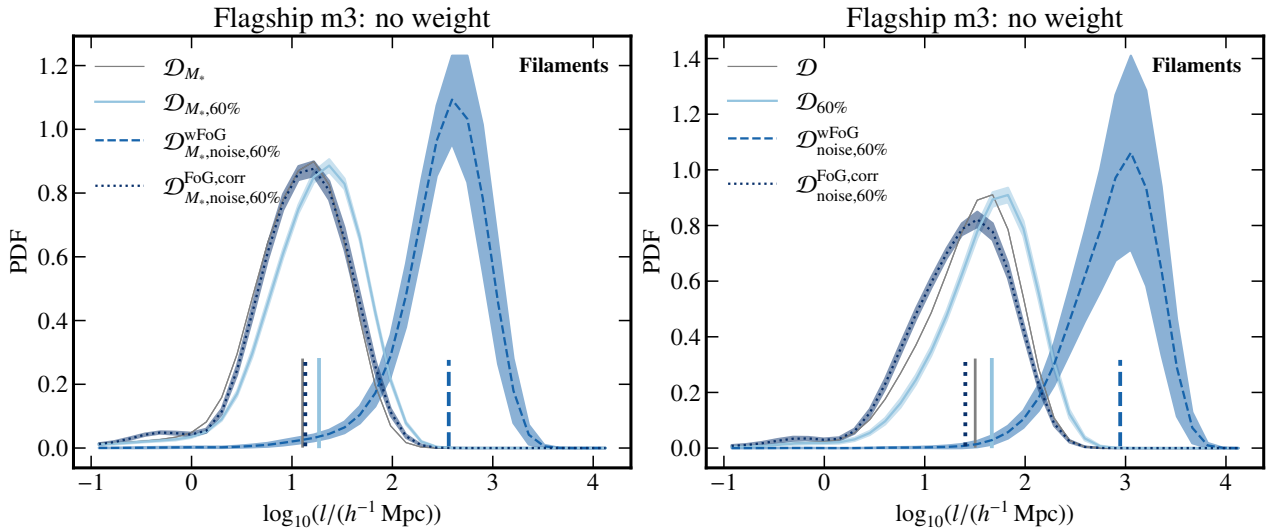 Flagship m3: no weight
Filaments
PDF
1.2
1.0
0.8
0.6
0.4
0.2
0.0
𝒟_{M_*}
𝒟_{M_*,60%}
𝒟^{wFoG}_{M_*,noise,60%}
𝒟^{FoG,corr}_{M_*,noise,60%}
−1 0 1 2 3 4
log₁₀(l/(h⁻¹ Mpc))
Flagship m3: no weight
Filaments
PDF
1.4
1.2
1.0
0.8
0.6
0.4
0.2
0.0
𝒟
𝒟_{60%}
𝒟^{wFoG}_{noise,60%}
𝒟^{FoG,corr}_{noise,60%}
−1 0 1 2 3 4
log₁₀(l/(h⁻¹ Mpc))